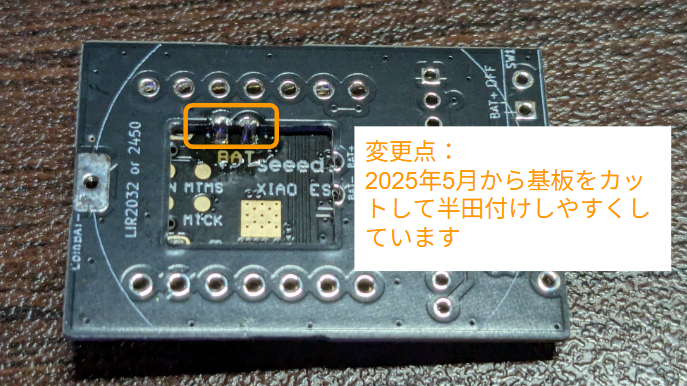 変更点：
2025年5月から基板をカッ
トして半田付けしやすくし
ています
SW1
OFF
BAT+
LIR2032 or 2450
BAT
seeed
XIAO ES
N MTMS
MTCK
BAT+
BAT-
CoinBAT-